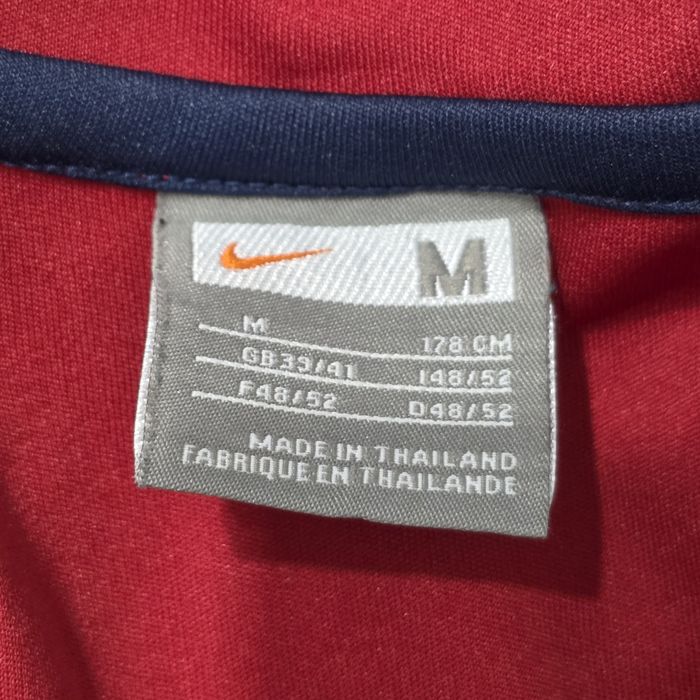 M
M 178 CM
GB39/41 I48/52
F48/52 D48/52
MADE IN THAILAND
FABRIQUE EN THAILANDE